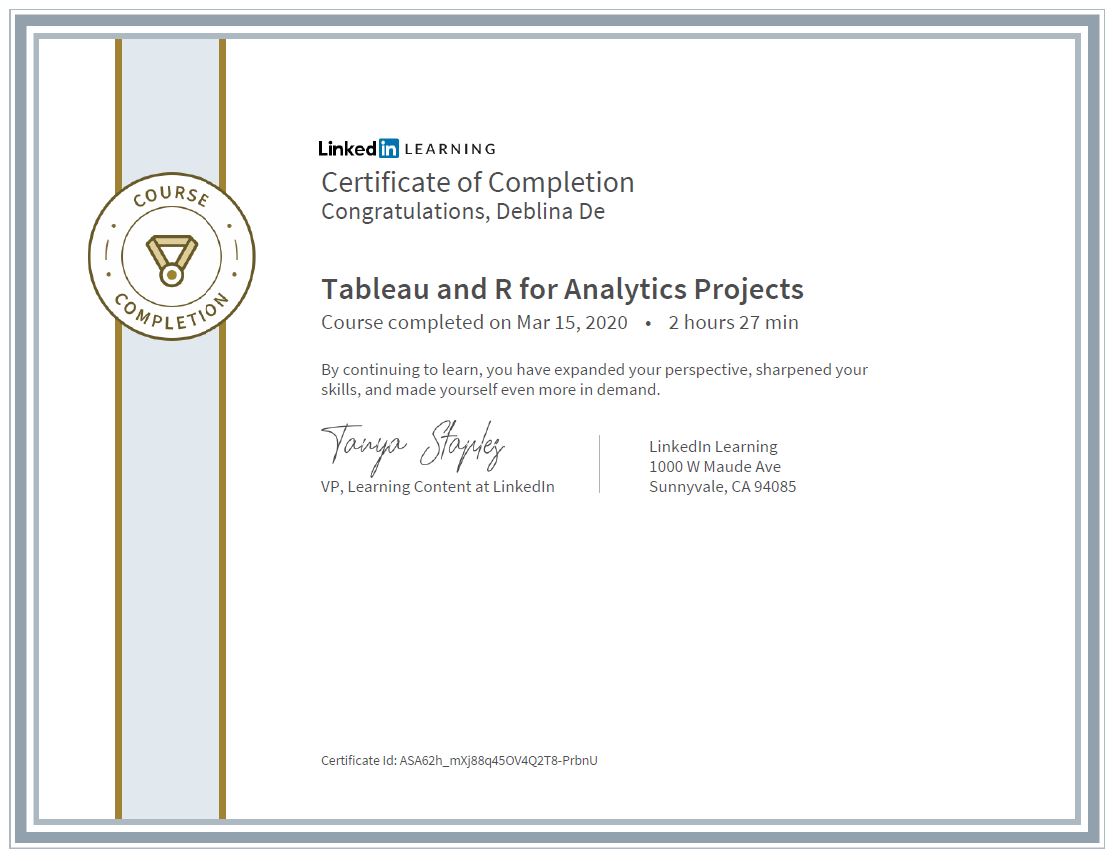 LinkedIn LEARNING
Certificate of Completion
Congratulations, Deblina De
COURSE
COMPLETION
Tableau and R for Analytics Projects
Course completed on Mar 15, 2020 • 2 hours 27 min
By continuing to learn, you have expanded your perspective, sharpened your
skills, and made yourself even more in demand.
Tanya Staples
VP, Learning Content at LinkedIn
LinkedIn Learning
1000 W Maude Ave
Sunnyvale, CA 94085
Certificate Id: ASA62h_mXj88q45OV4Q2T8-PrbnU